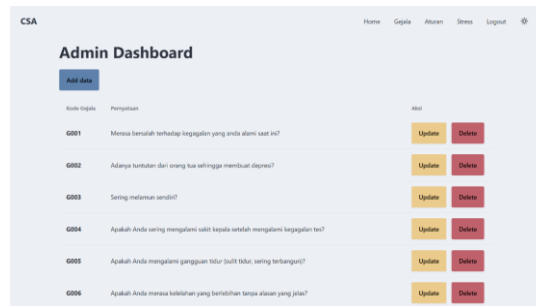 CSA Home Gejala Aturan Stress Logout
Admin Dashboard
Add data
Kode Gejala Pernyataan Aksi
G001 Merasa bersalah terhadap kegagalan yang anda alami saat ini? Update Delete
G002 Adanya tuntutan dari orang tua sehingga membuat depresi? Update Delete
G003 Sering melamun sendiri? Update Delete
G004 Apakah Anda sering mengalami sakit kepala setelah mengalami kegagalan tes? Update Delete
G005 Apakah Anda mengalami gangguan tidur (sulit tidur, sering terbangun)? Update Delete
G006 Apakah Anda merasa kelelahan yang berlebihan tanpa alasan yang jelas? Update Delete